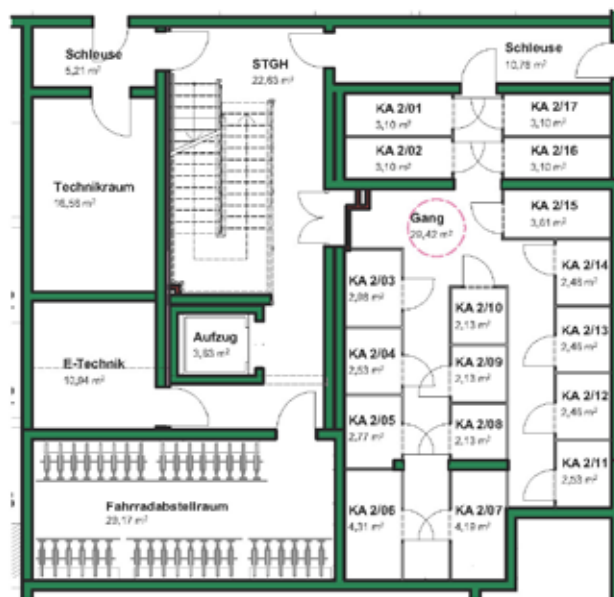 Schleuse
5,21 m²
STGH
22,63 m²
Schleuse
10,78 m²
KA 2/01
3,10 m²
KA 2/17
3,10 m²
KA 2/02
3,10 m²
KA 2/16
3,10 m²
Technikraum
16,56 m²
KA 2/15
3,61 m²
Gang
29,42 m²
KA 2/03
2,98 m²
KA 2/14
2,46 m²
KA 2/10
2,13 m²
KA 2/13
2,46 m²
Aufzug
3,63 m²
E-Technik
10,94 m²
KA 2/04
2,53 m²
KA 2/09
2,13 m²
KA 2/12
2,46 m²
KA 2/05
2,77 m²
KA 2/08
2,13 m²
KA 2/11
2,53 m²
Fahrradabstellraum
29,17 m²
KA 2/06
4,31 m²
KA 2/07
4,19 m²